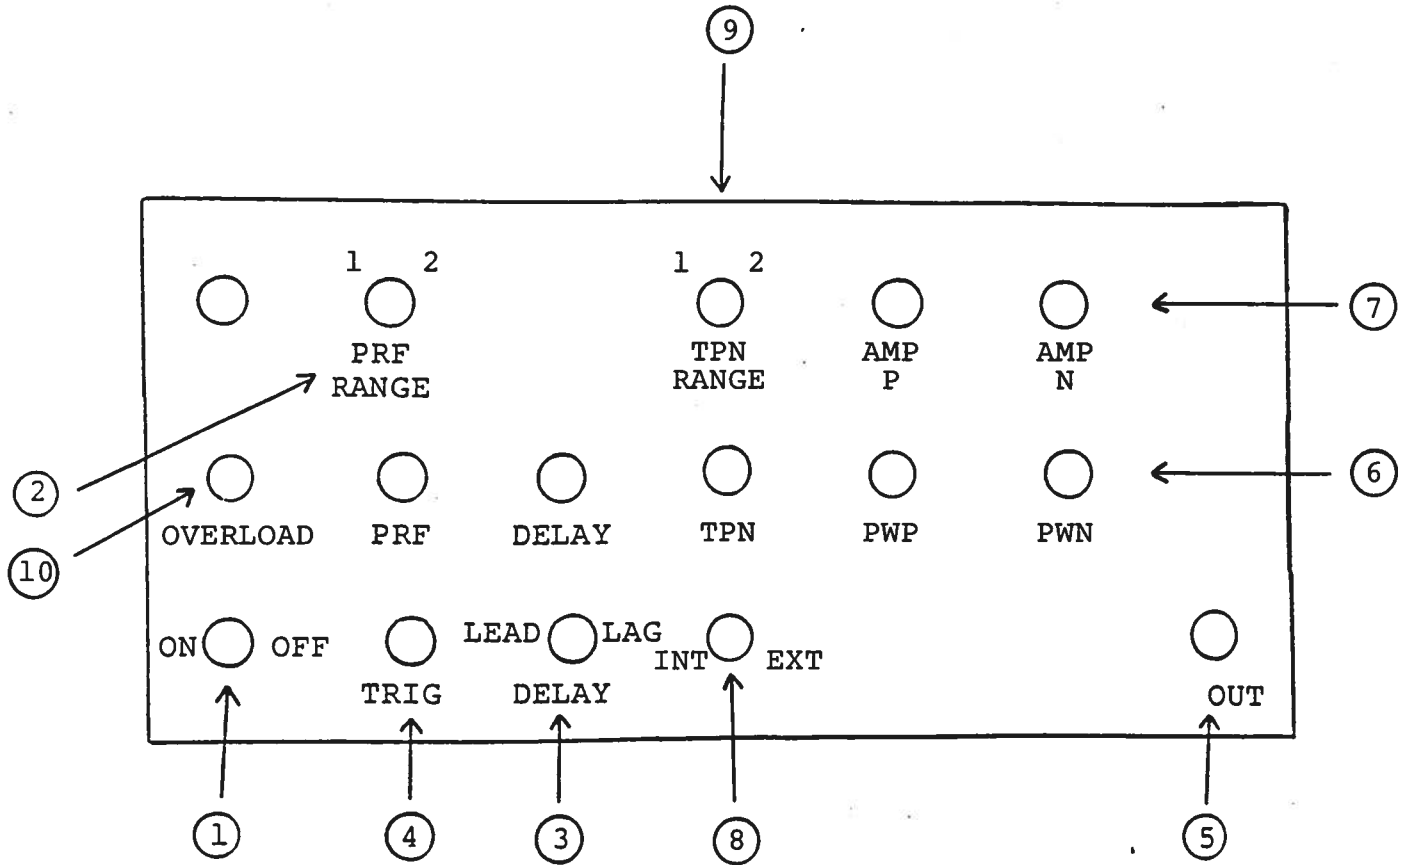 9
1 2 1 2
7
PRF TPN AMP AMP
RANGE RANGE P N
2
6
10
OVERLOAD PRF DELAY TPN PWP PWN
ON OFF LEAD LAG INT EXT
TRIG DELAY OUT
1 4 3 8 5